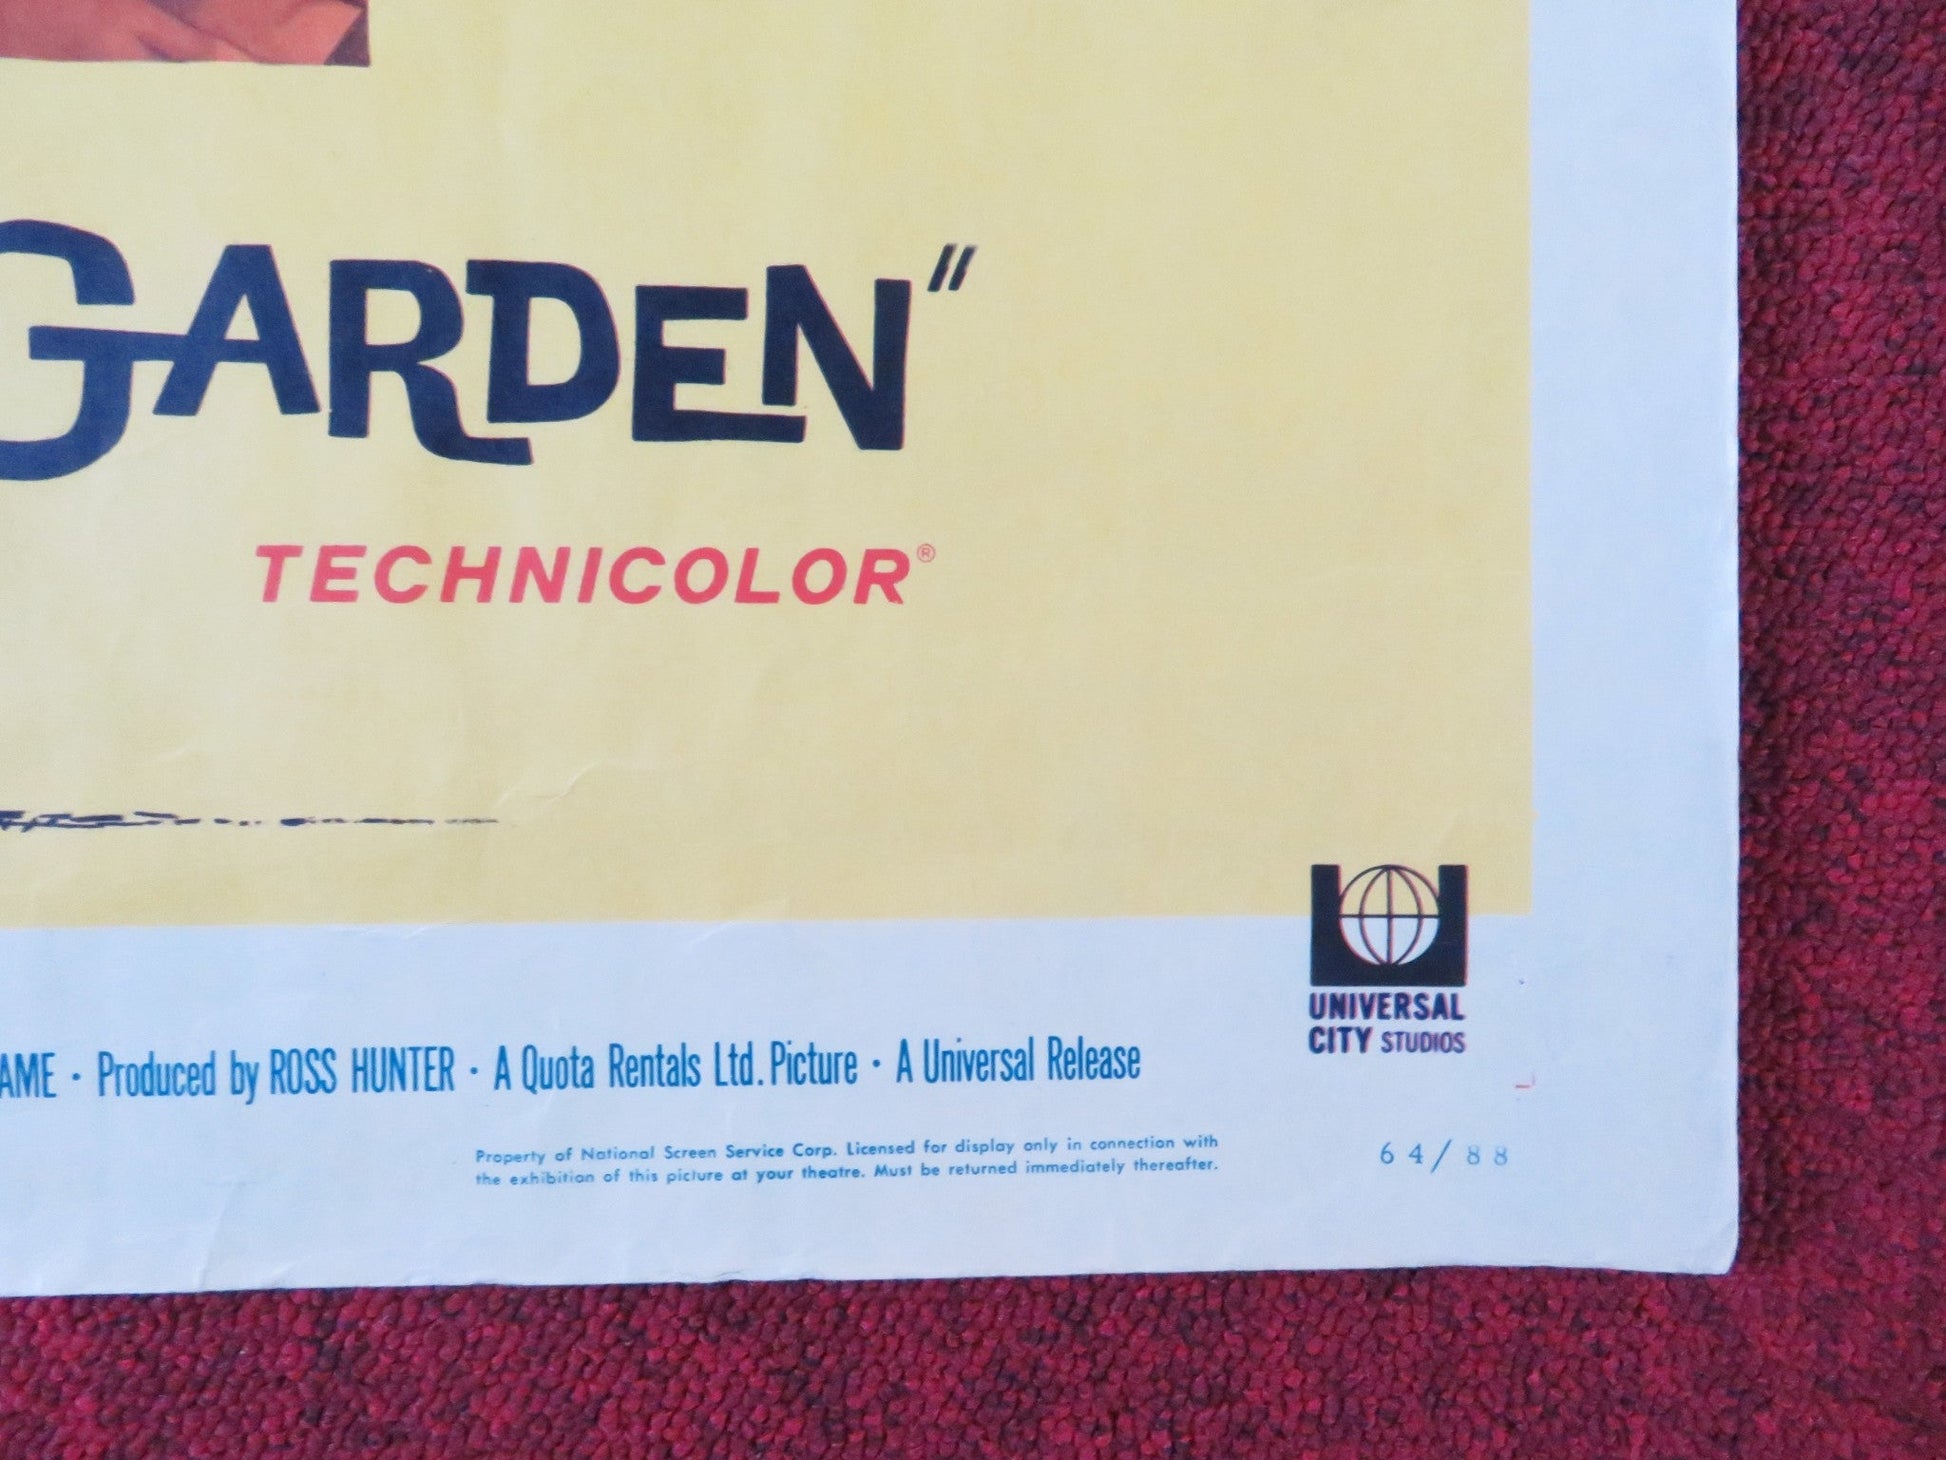 GARDEN"
TECHNICOLOR®
UNIVERSAL
CITY STUDIOS
AME · Produced by ROSS HUNTER · A Quota Rentals Ltd. Picture · A Universal Release
Property of National Screen Service Corp. Licensed for display only in connection with
the exhibition of this picture at your theatre. Must be returned immediately thereafter.
64/88